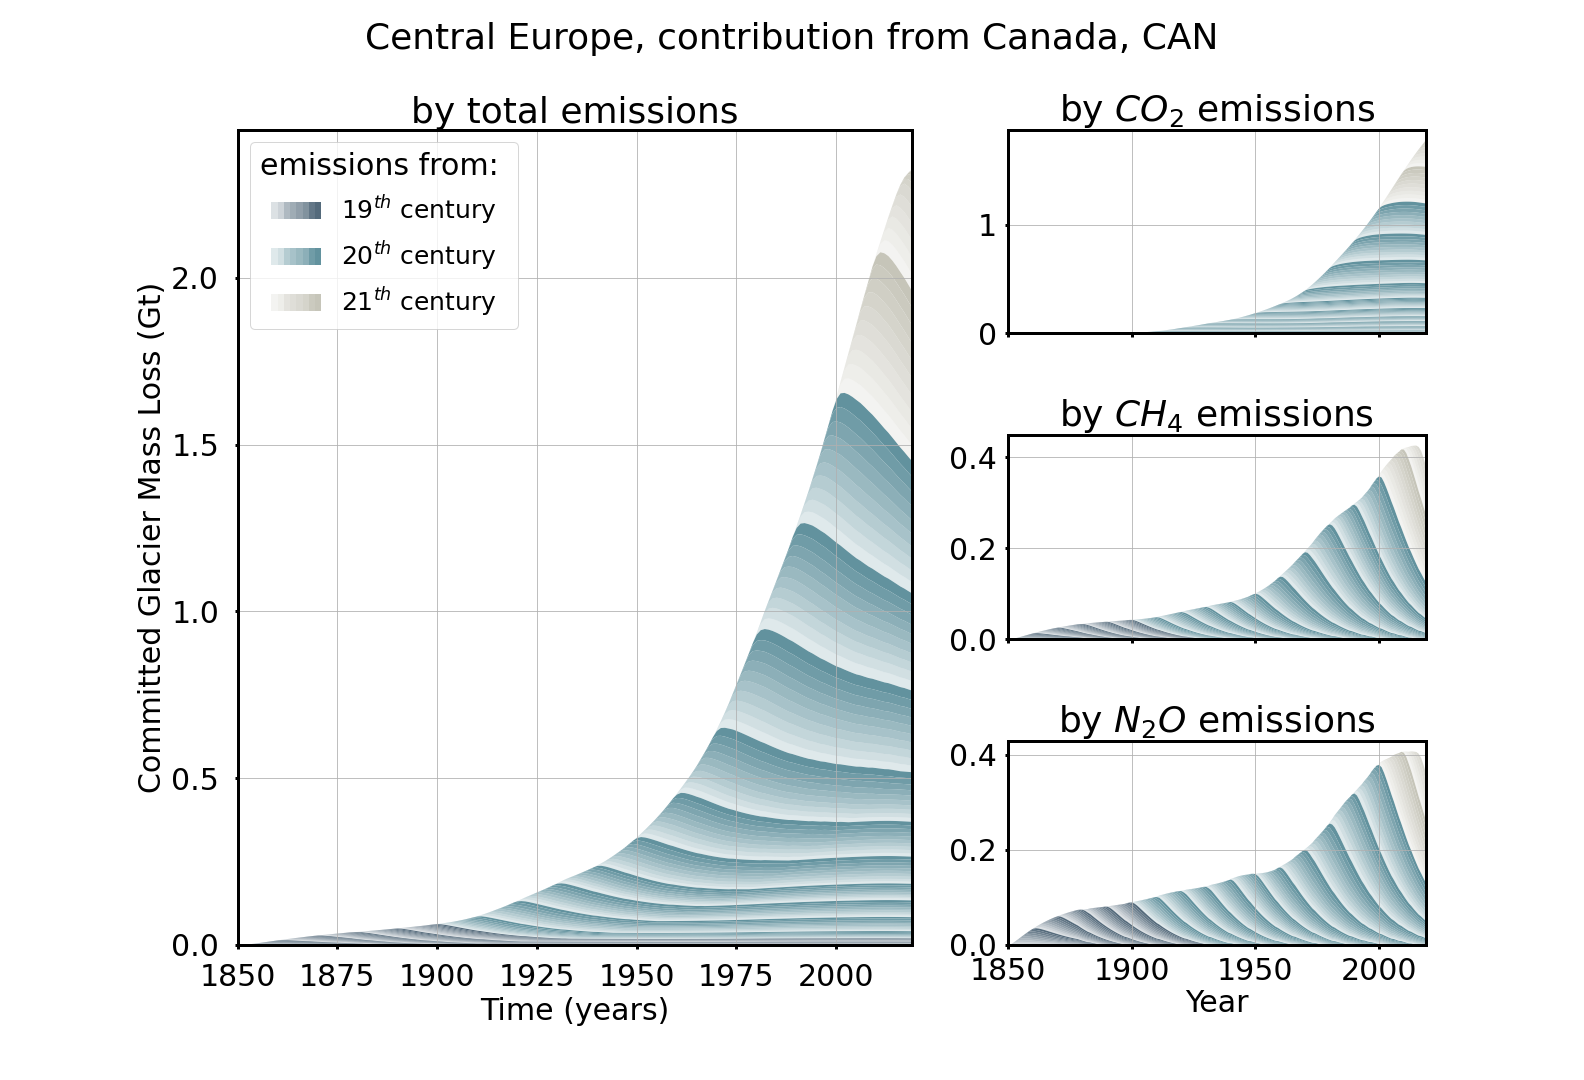 Central Europe, contribution from Canada, CAN
by total emissions
emissions from:
19th century
20th century
21th century
Committed Glacier Mass Loss (Gt)
2.0
1.5
1.0
0.5
0.0
1850 1875 1900 1925 1950 1975 2000
Time (years)
by CO2 emissions
1
0
by CH4 emissions
0.4
0.2
0.0
by N2O emissions
0.4
0.2
0.0
1850 1900 1950 2000
Year